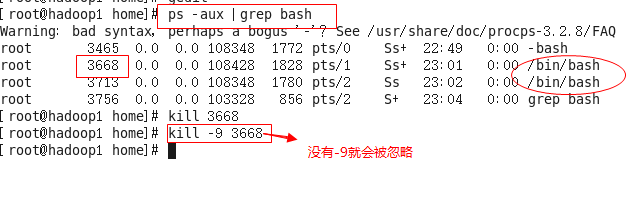 [ root@hadoop1 home]# ps -aux |grep bash
Warning: bad syntax, perhaps a bogus '-'? See /usr/share/doc/procps-3.2.8/FAQ
root 3465 0.0 0.0 108348 1772 pts/0 Ss+ 22:49 0:00 -bash
root 3668 0.0 0.0 108428 1828 pts/1 Ss+ 23:01 0:00 /bin/bash
root 3713 0.0 0.0 108348 1780 pts/2 Ss 23:02 0:00 /bin/bash
root 3756 0.0 0.0 103328 856 pts/2 S+ 23:04 0:00 grep bash
[ root@hadoop1 home]# kill 3668
[ root@hadoop1 home]# kill -9 3668
[ root@hadoop1 home]#
没有-9就会被忽略